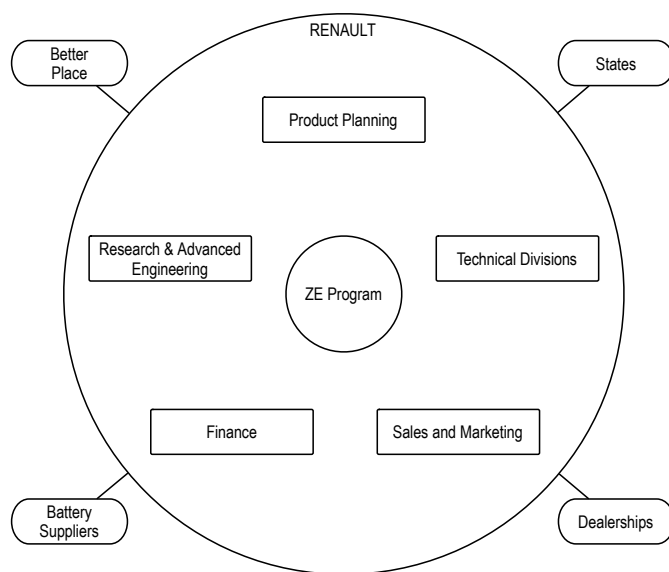 RENAULT
Better
Place
States
Product Planning
Research & Advanced
Engineering
Technical Divisions
ZE Program
Finance
Sales and Marketing
Battery
Suppliers
Dealerships